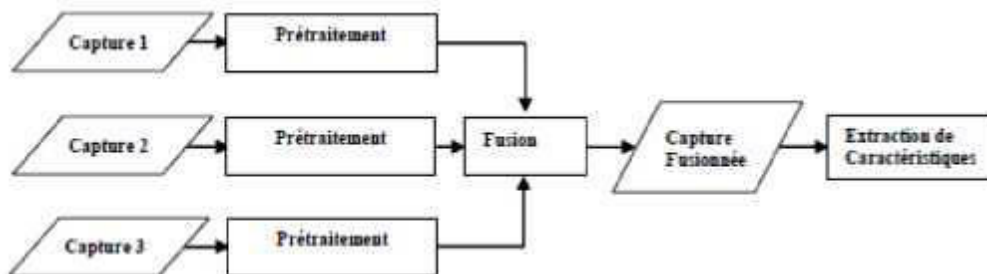 Capture 1
Prétraitement
Capture 2
Prétraitement
Fusion
Capture
Fusionnée
Extraction de
Caractéristiques
Capture 3
Prétraitement